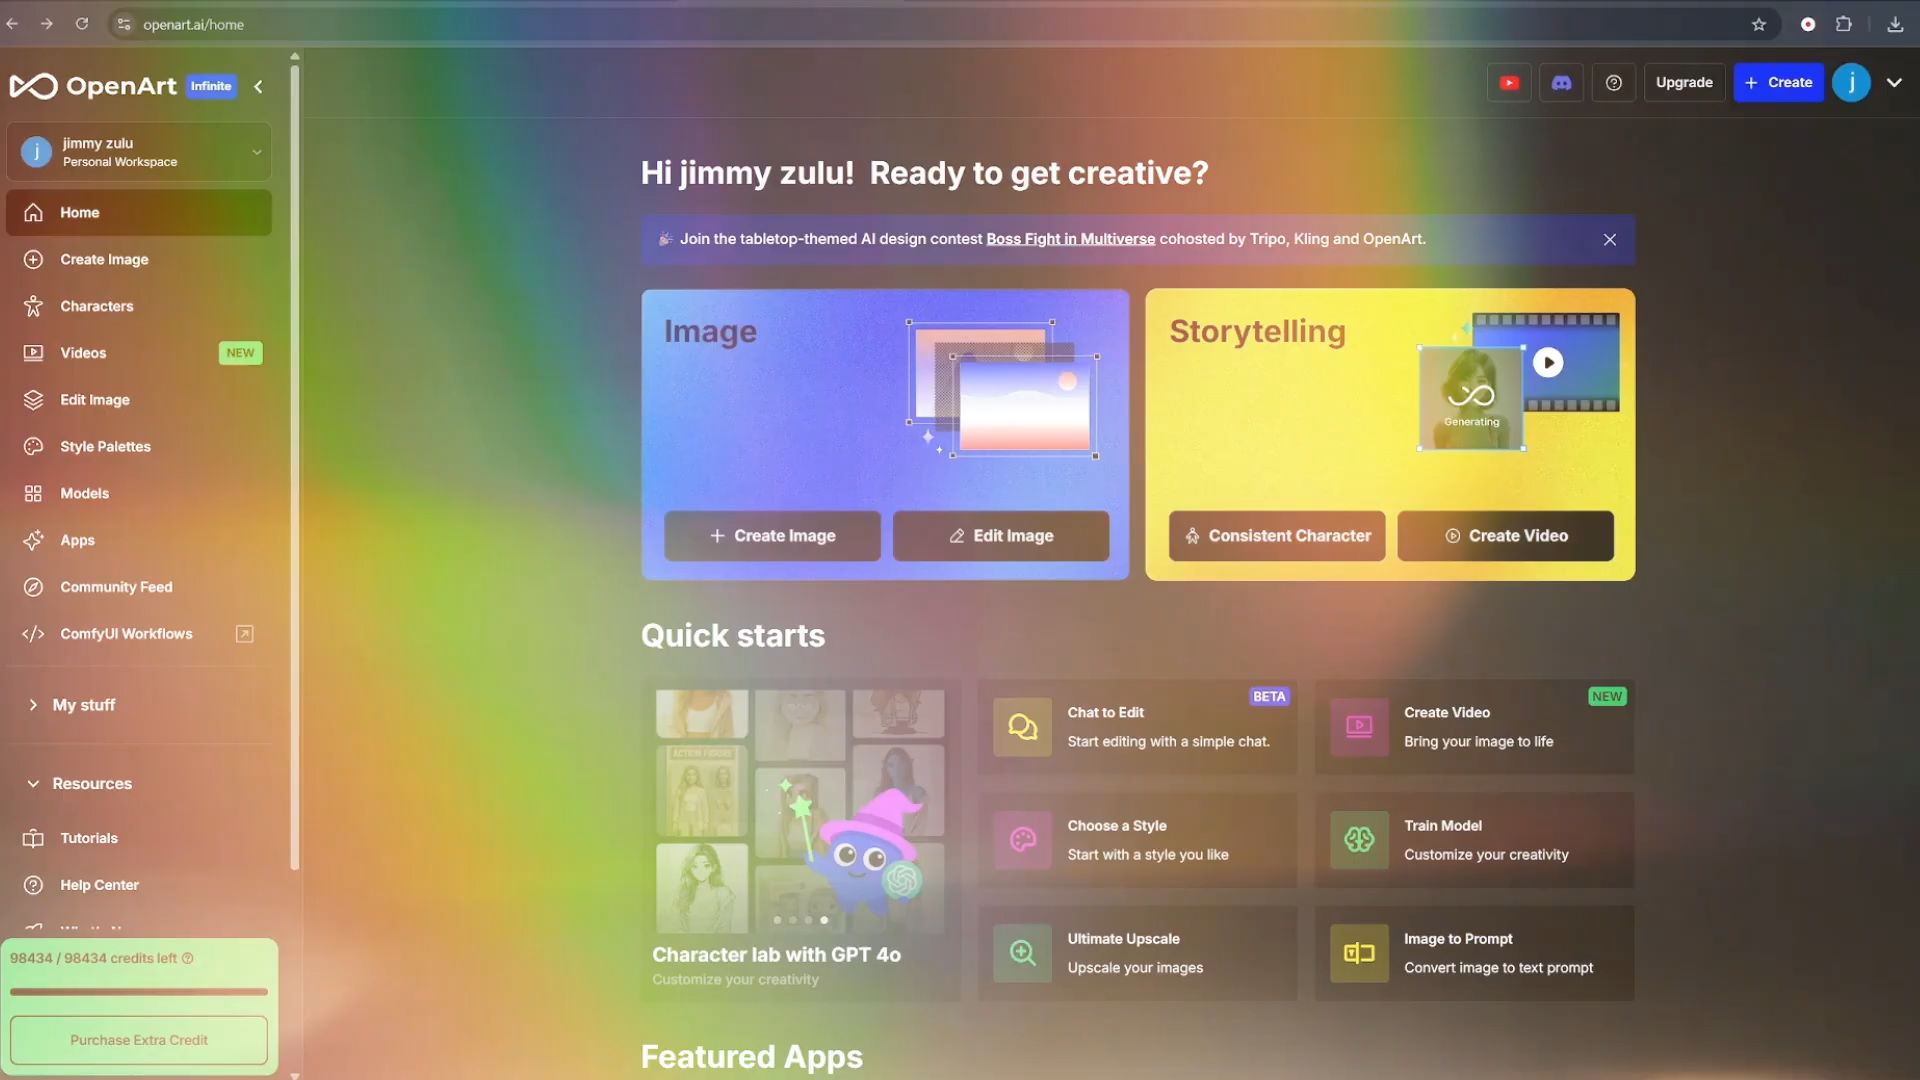 openart.ai/home
OpenArt Infinite
j
jimmy zulu
Personal Workspace
Home
Create Image
Characters
Videos NEW
Edit Image
Style Palettes
Models
Apps
Community Feed
ComfyUI Workflows
My stuff
Resources
Tutorials
Help Center
98434 / 98434 credits left
Purchase Extra Credit
Upgrade
+ Create
j
Hi jimmy zulu! Ready to get creative?
Join the tabletop-themed AI design contest Boss Fight in Multiverse cohosted by Tripo, Kling and OpenArt.
Image
+ Create Image
Edit Image
Storytelling
Generating
Consistent Character
Create Video
Quick starts
ACTION FIGURE
Character lab with GPT 4o
Customize your creativity
Chat to Edit
BETA
Start editing with a simple chat.
Create Video
NEW
Bring your image to life
Choose a Style
Start with a style you like
Train Model
Customize your creativity
Ultimate Upscale
Upscale your images
Image to Prompt
Convert image to text prompt
Featured Apps